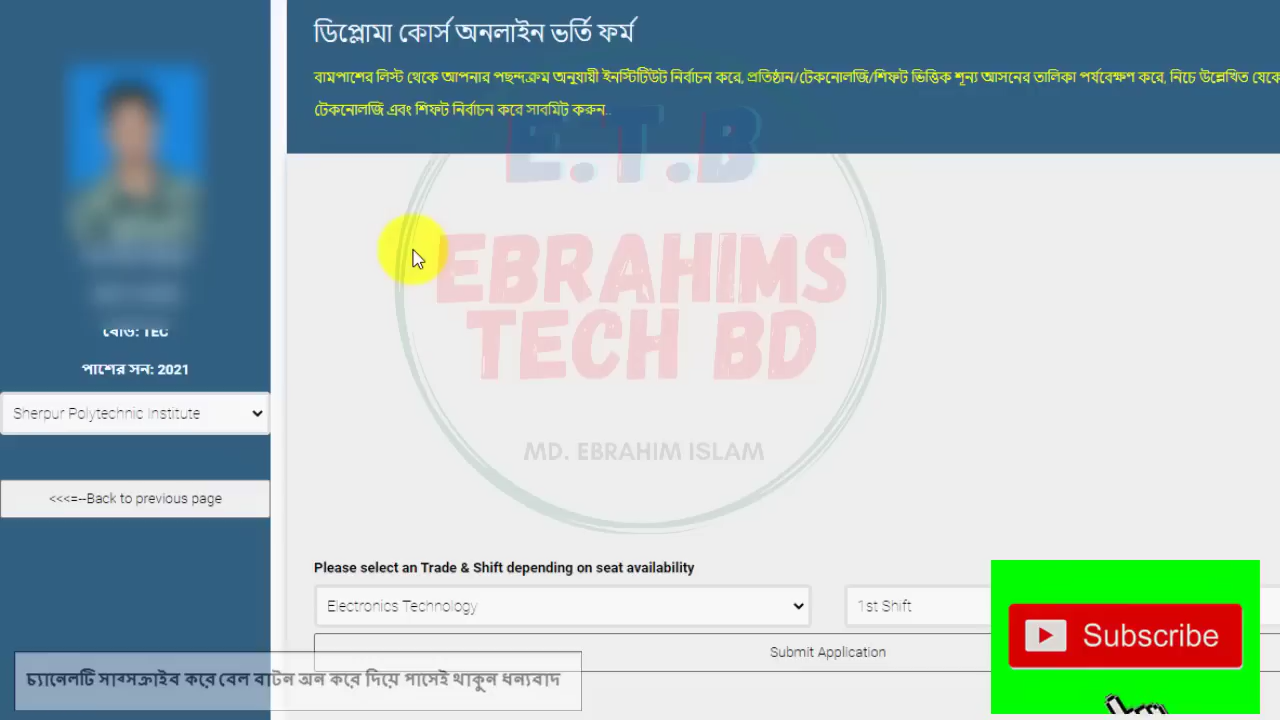 ডিপ্লোমা কোর্স অনলাইন ভর্তি ফর্ম
বামপাশের লিস্ট থেকে আপনার পছন্দক্রম অনুযায়ী ইনস্টিটিউট নির্বাচন করে, প্রতিষ্ঠান/টেকনোলজি/শিফট ভিত্তিক শূন্য আসনের তালিকা পর্যবেক্ষণ করে, নিচে উল্লেখিত যেকে
টেকনোলজি এবং শিফট নির্বাচন করে সাবমিট করুন..
E.T.B
EBRAHIMS
TECH BD
MD. EBRAHIM ISLAM
বোর্ড: TEC
পাশের সন: 2021
Sherpur Polytechnic Institute
<<<=--Back to previous page
Please select an Trade & Shift depending on seat availability
Electronics Technology
1st Shift
Submit Application
Subscribe
চ্যানেলটি সাবসক্রাইব করে বেল বাটন অন করে দিয়ে পাসেই থাকুন ধন্যবাদ